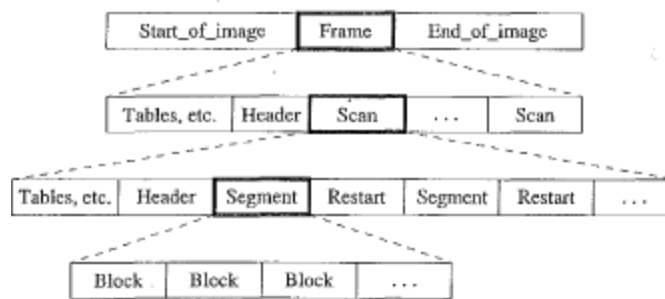 Start_of_image Frame End_of_image
Tables, etc. Header Scan ... Scan
Tables, etc. Header Segment Restart Segment Restart ...
Block Block Block ...